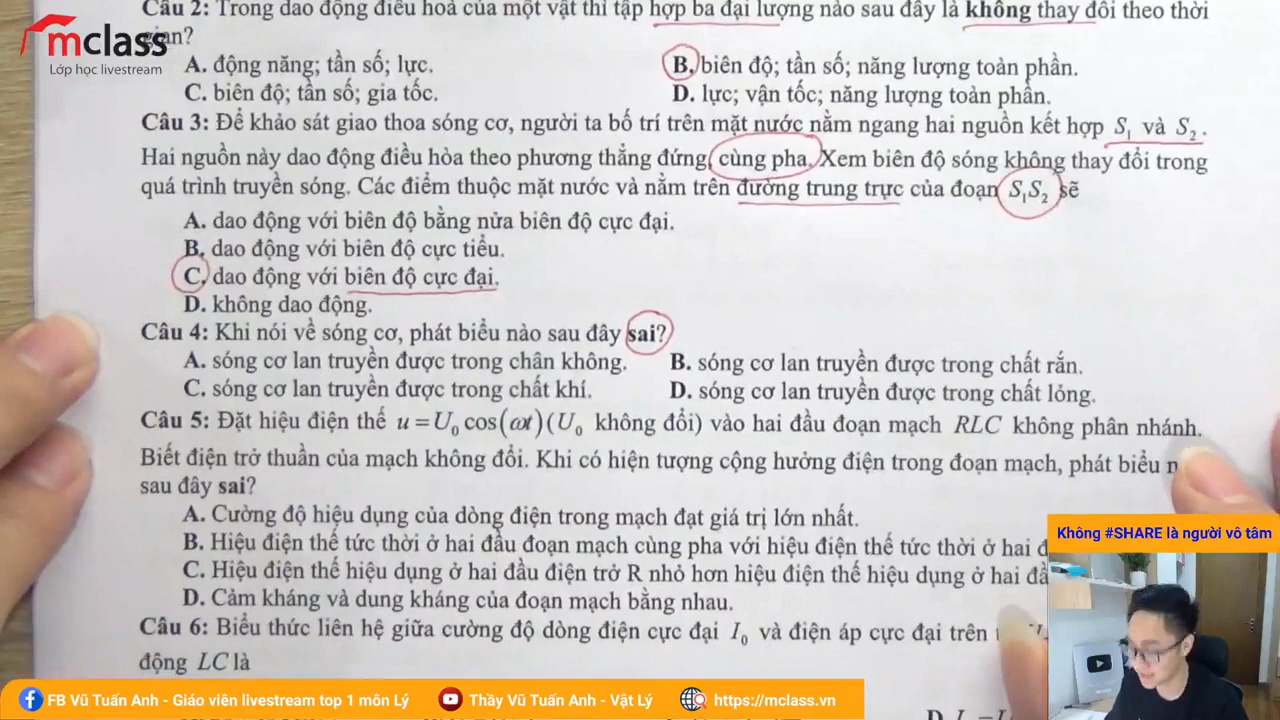 Câu 2: Trong dao động điều hoà của một vật thì tập hợp ba đại lượng nào sau đây là không thay đổi theo thời
gian?
mclass
Lớp học livestream
A. động năng; tần số; lực. B. biên độ; tần số; năng lượng toàn phần.
C. biên độ; tần số; gia tốc. D. lực; vận tốc; năng lượng toàn phần.
Câu 3: Để khảo sát giao thoa sóng cơ, người ta bố trí trên mặt nước nằm ngang hai nguồn kết hợp S₁ và S₂.
Hai nguồn này dao động điều hòa theo phương thẳng đứng, cùng pha. Xem biên độ sóng không thay đổi trong
quá trình truyền sóng. Các điểm thuộc mặt nước và nằm trên đường trung trực của đoạn S₁S₂ sẽ
A. dao động với biên độ bằng nửa biên độ cực đại.
B. dao động với biên độ cực tiểu.
C. dao động với biên độ cực đại.
D. không dao động.
Câu 4: Khi nói về sóng cơ, phát biểu nào sau đây sai?
A. sóng cơ lan truyền được trong chân không. B. sóng cơ lan truyền được trong chất rắn.
C. sóng cơ lan truyền được trong chất khí. D. sóng cơ lan truyền được trong chất lỏng.
Câu 5: Đặt hiệu điện thế u = U₀ cos(ωt)(U₀ không đổi) vào hai đầu đoạn mạch RLC không phân nhánh.
Biết điện trở thuần của mạch không đổi. Khi có hiện tượng cộng hưởng điện trong đoạn mạch, phát biểu
sau đây sai?
A. Cường độ hiệu dụng của dòng điện trong mạch đạt giá trị lớn nhất.
B. Hiệu điện thế tức thời ở hai đầu đoạn mạch cùng pha với hiệu điện thế tức thời ở hai
C. Hiệu điện thế hiệu dụng ở hai đầu điện trở R nhỏ hơn hiệu điện thế hiệu dụng ở hai
D. Cảm kháng và dung kháng của đoạn mạch bằng nhau.
Câu 6: Biểu thức liên hệ giữa cường độ dòng điện cực đại I₀ và điện áp cực đại trên
động LC là
Không #SHARE là người vô tâm
FB Vũ Tuấn Anh - Giáo viên livestream top 1 môn Lý Thầy Vũ Tuấn Anh - Vật Lý https://mclass.vn